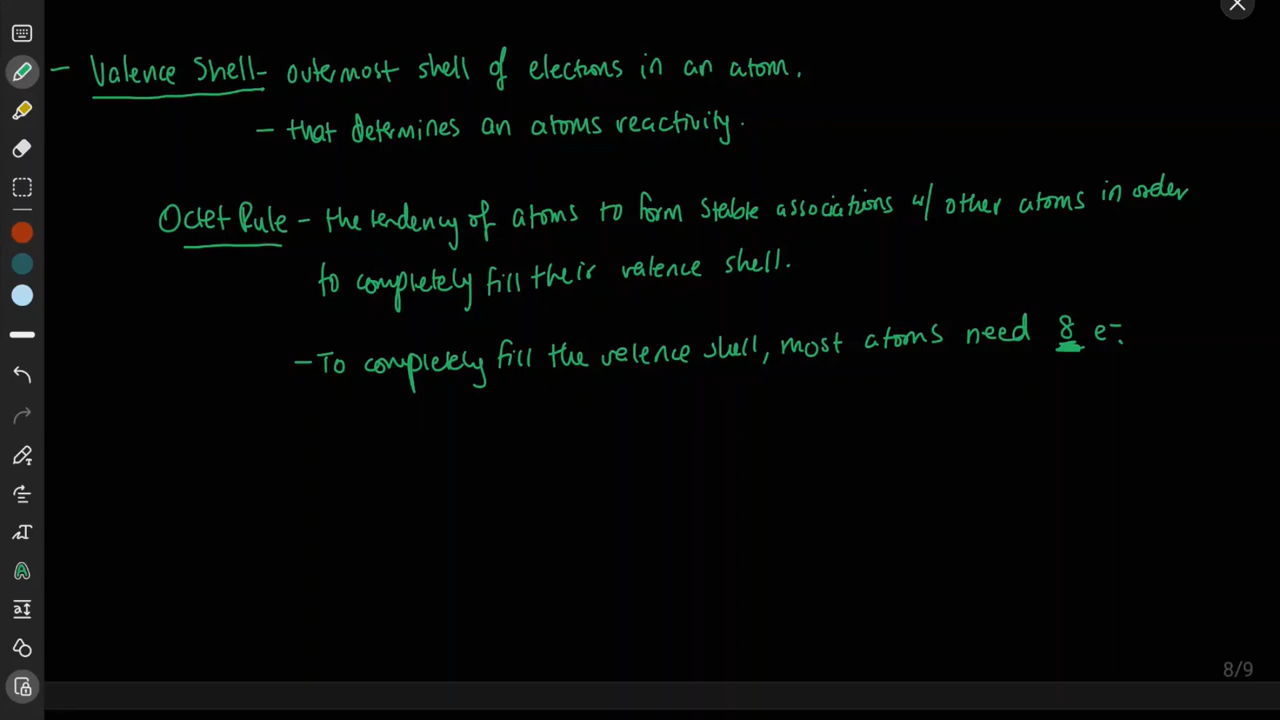 - Valence Shell- outermost shell of electrons in an atom.
- that determines an atoms reactivity.
Octet Rule - the tendency of atoms to form stable associations w/ other atoms in order
to completely fill their valence shell.
- To completely fill the valence shell, most atoms need 8 e-.
8/9